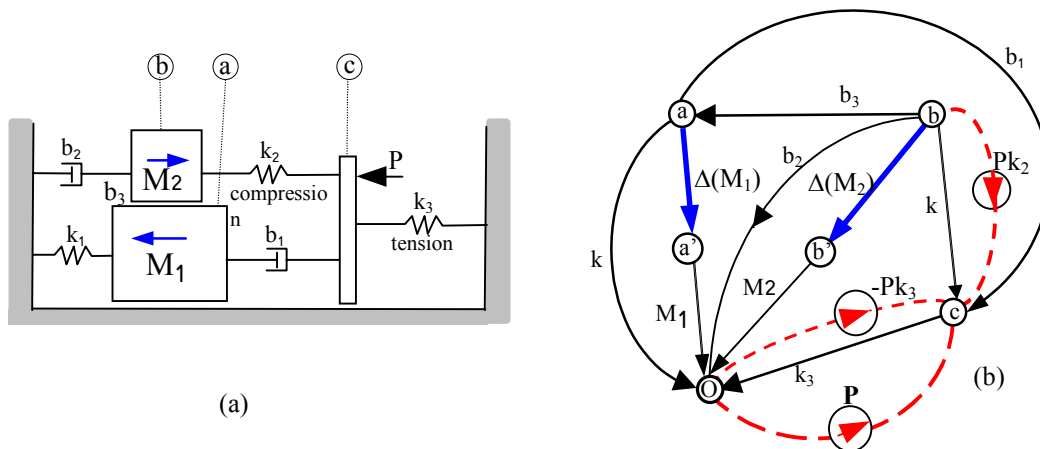 b a c
b₂
M2
k₂
P
compressio
b₃
n
k₃
tension
k₁
M₁
b₁
(a)
b₁
b₃
a
b
b₂
Pk₂
Δ(M₁)
Δ(M₂)
k
k
a'
b'
M2
-Pk₃
M1
c
k₃
O
P
(b)